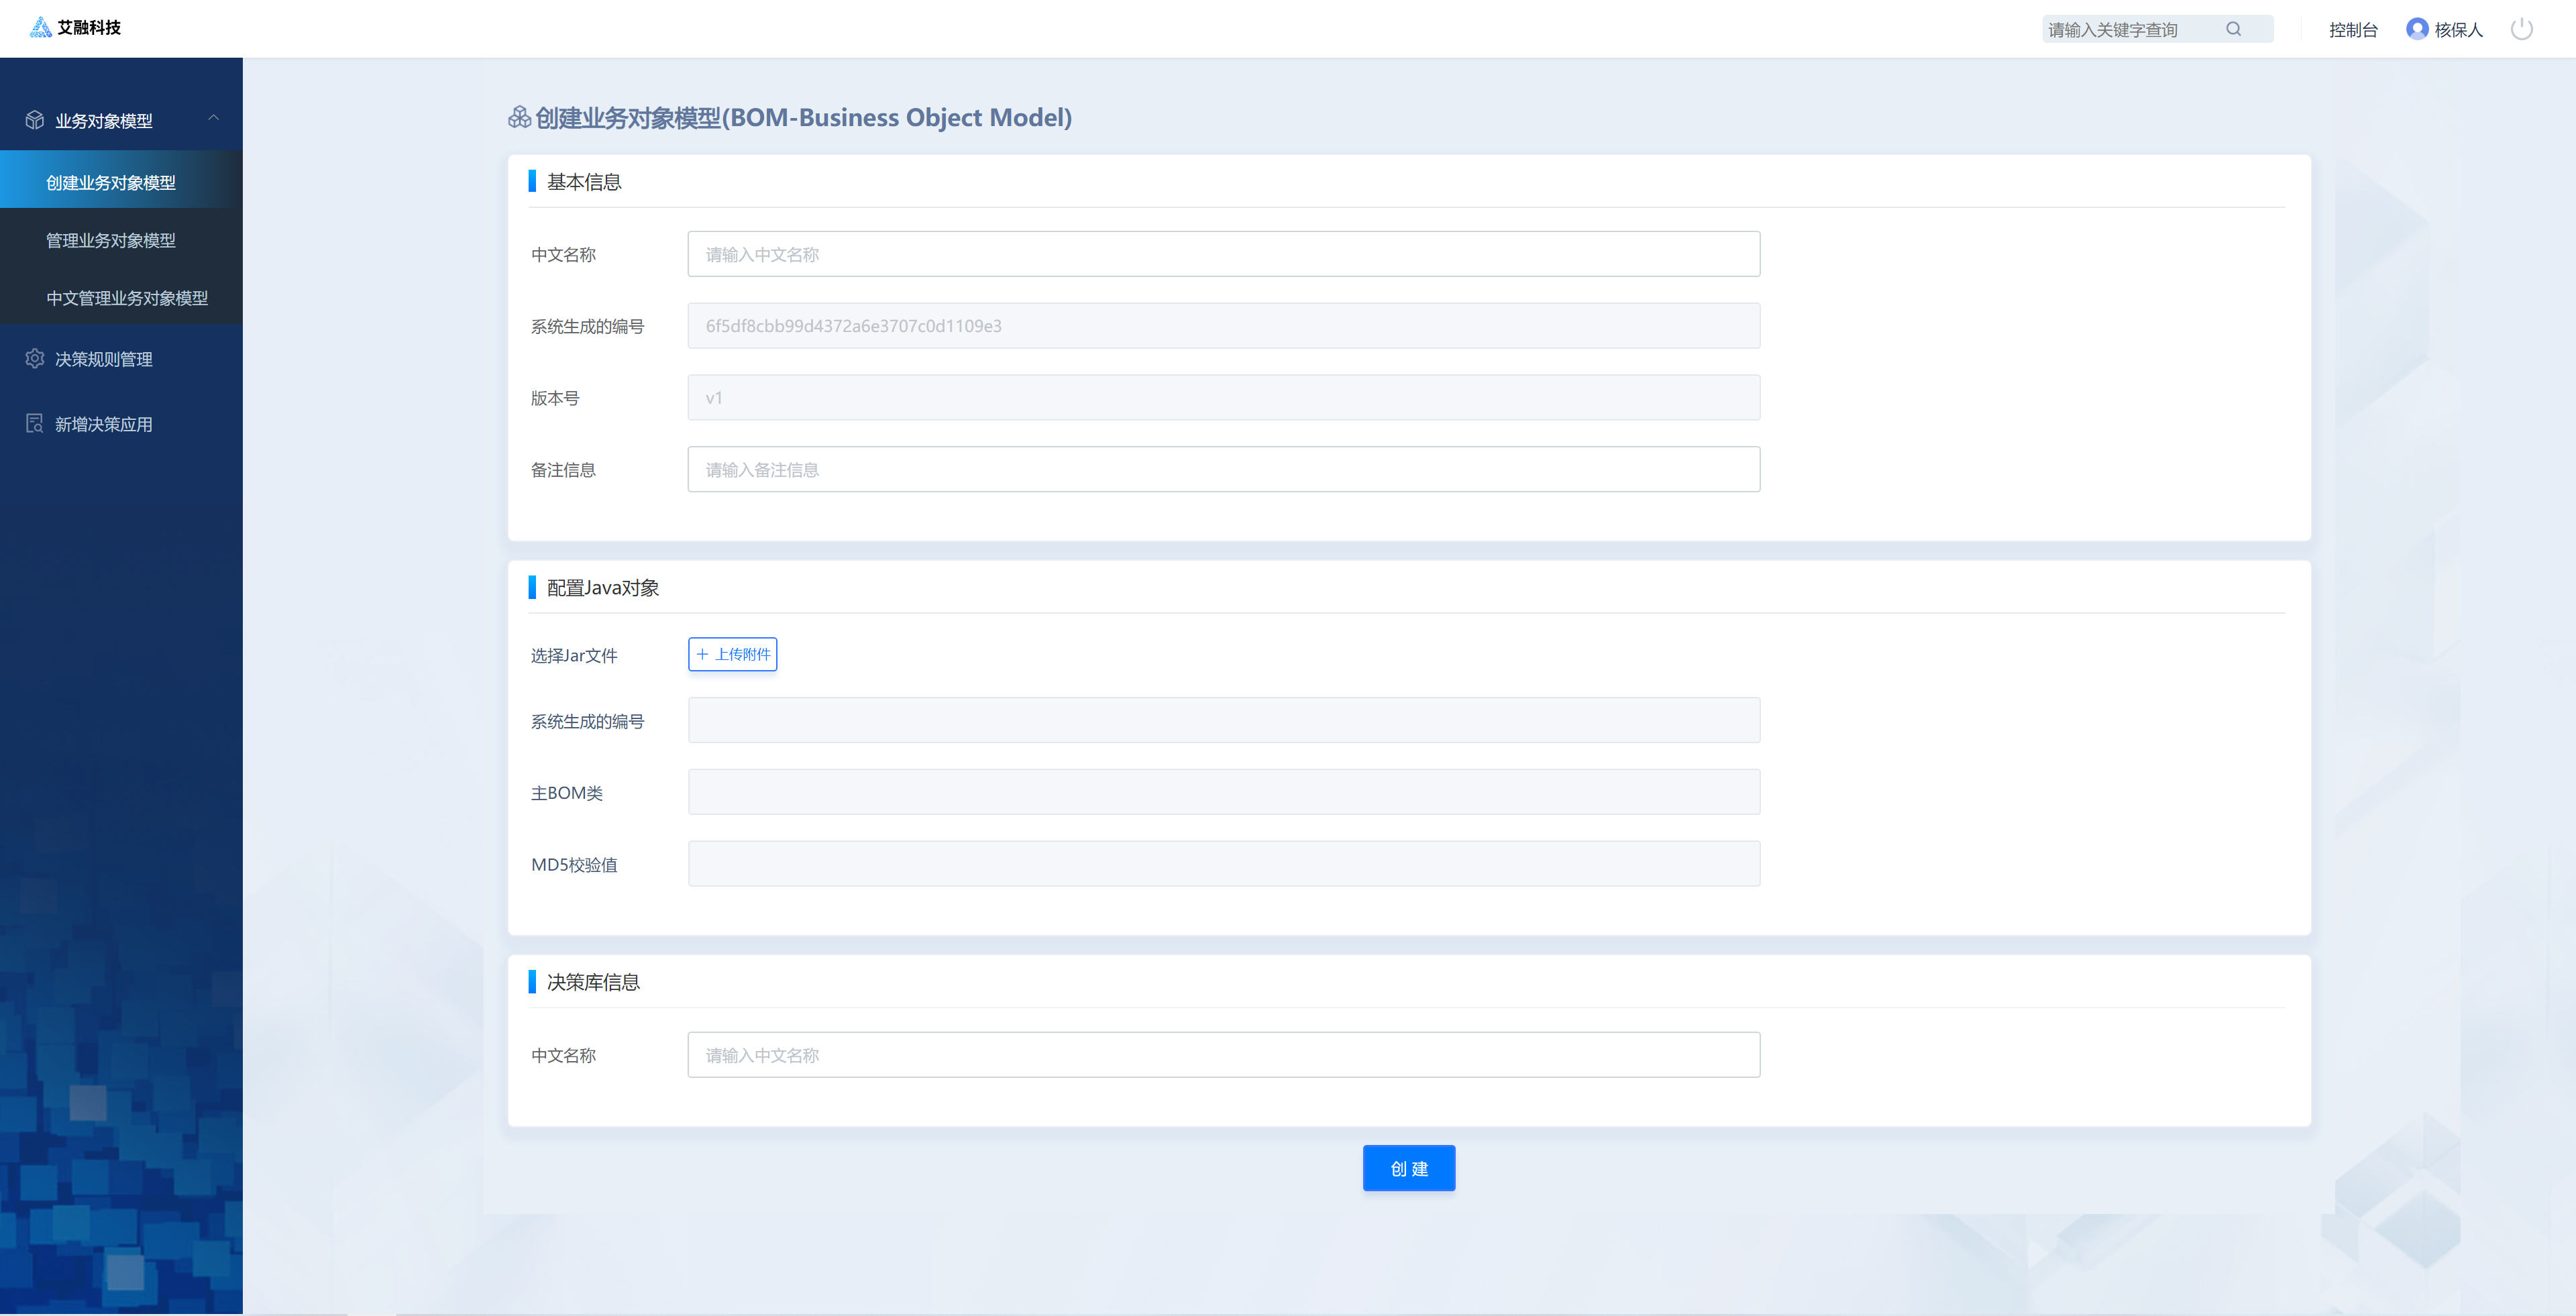 艾融科技
请输入关键字查询
控制台
核保人
业务对象模型
创建业务对象模型
管理业务对象模型
中文管理业务对象模型
决策规则管理
新增决策应用
创建业务对象模型(BOM-Business Object Model)
基本信息
中文名称
请输入中文名称
系统生成的编号
6f5df8cbb99d4372a6e3707c0d1109e3
版本号
v1
备注信息
请输入备注信息
配置Java对象
选择Jar文件
上传附件
系统生成的编号
主BOM类
MD5校验值
决策库信息
中文名称
请输入中文名称
创 建